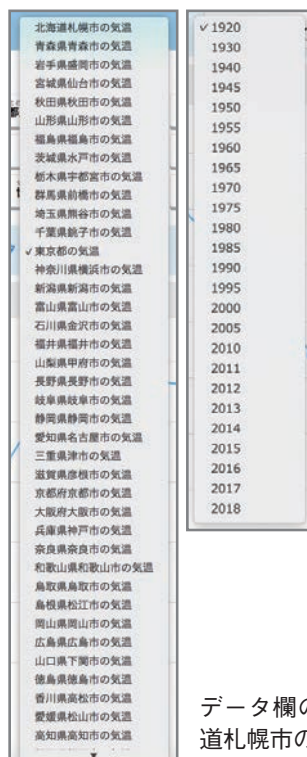 北海道札幌市の気温
青森県青森市の気温
岩手県盛岡市の気温
宮城県仙台市の気温
秋田県秋田市の気温
山形県山形市の気温
福島県福島市の気温
茨城県水戸市の気温
栃木県宇都宮市の気温
群馬県前橋市の気温
埼玉県熊谷市の気温
千葉県銚子市の気温
✓東京都の気温
神奈川県横浜市の気温
新潟県新潟市の気温
富山県富山市の気温
石川県金沢市の気温
福井県福井市の気温
山梨県甲府市の気温
長野県長野市の気温
岐阜県岐阜市の気温
静岡県静岡市の気温
愛知県名古屋市の気温
三重県津市の気温
滋賀県彦根市の気温
京都府京都市の気温
大阪府大阪市の気温
兵庫県神戸市の気温
奈良県奈良市の気温
和歌山県和歌山市の気温
鳥取県鳥取市の気温
島根県松江市の気温
岡山県岡山市の気温
広島県広島市の気温
山口県下関市の気温
徳島県徳島市の気温
香川県高松市の気温
愛媛県松山市の気温
高知県高知市の気温
✓1920
1930
1940
1945
1950
1955
1960
1965
1970
1975
1980
1985
1990
1995
2000
2005
2010
2011
2012
2013
2014
2015
2016
2017
2018
データ欄の
道札幌市の